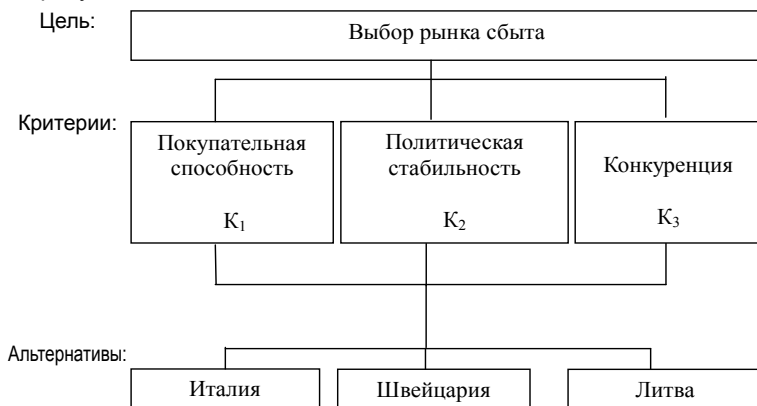 Цель:
Выбор рынка сбыта
Критерии:
Покупательная
способность
К₁
Политическая
стабильность
К₂
Конкуренция
К₃
Альтернативы:
Италия
Швейцария
Литва